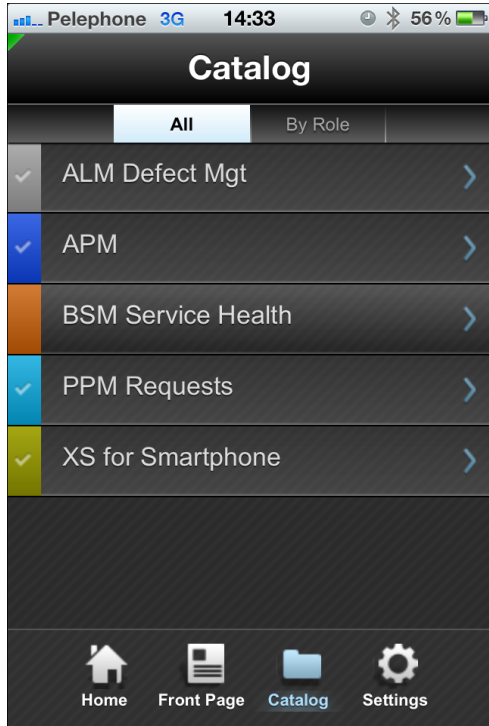 Pelephone 3G 14:33 56%
Catalog
All By Role
ALM Defect Mgt
APM
BSM Service Health
PPM Requests
XS for Smartphone
Home Front Page Catalog Settings